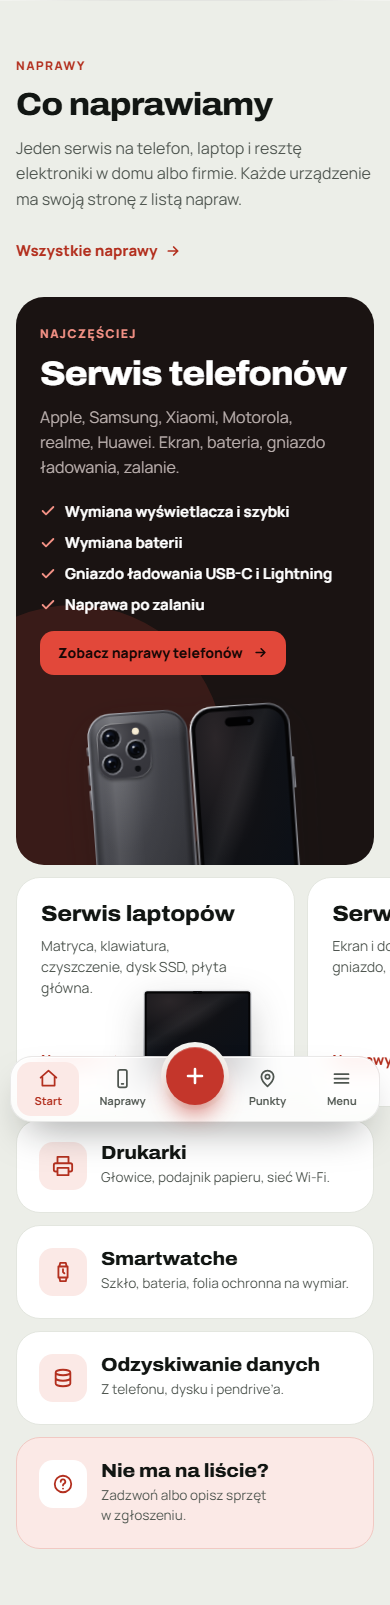 NAPRAWY
Co naprawiamy
Jeden serwis na telefon, laptop i resztę
elektroniki w domu albo firmie. Każde urządzenie
ma swoją stronę z listą napraw.
Wszystkie naprawy →
NAJCZĘŚCIEJ
Serwis telefonów
Apple, Samsung, Xiaomi, Motorola,
realme, Huawei. Ekran, bateria, gniazdo
ładowania, zalanie.
Wymiana wyświetlacza i szybki
Wymiana baterii
Gniazdo ładowania USB-C i Lightning
Naprawa po zalaniu
Zobacz naprawy telefonów →
Serwis laptopów
Matryca, klawiatura,
czyszczenie, dysk SSD, płyta
główna.
Serw
Ekran i do
gniazdo,
Start
Naprawy
Punkty
Menu
Drukarki
Głowice, podajnik papieru, sieć Wi-Fi.
Smartwatche
Szkło, bateria, folia ochronna na wymiar.
Odzyskiwanie danych
Z telefonu, dysku i pendrive'a.
Nie ma na liście?
Zadzwoń albo opisz sprzęt
w zgłoszeniu.